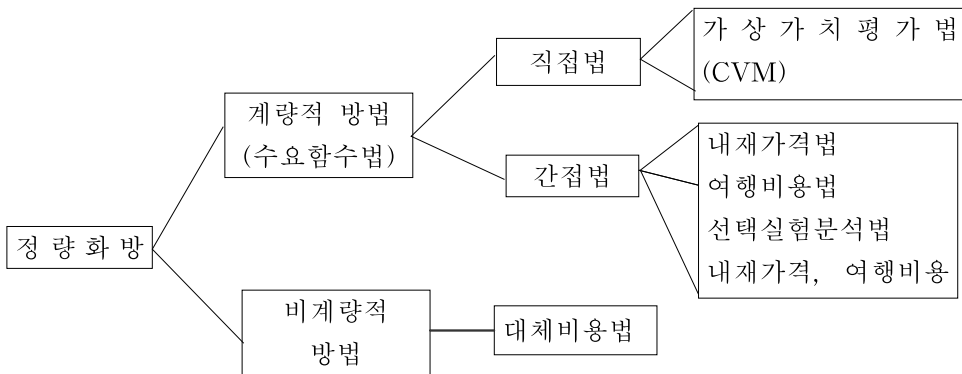 가 상 가 치 평 가 법
(CVM)
직접법
계량적 방법
(수요함수법)
간접법
내재가격법
여행비용법
선택실험분석법
내재가격, 여행비용
정 량 화 방
비계량적
방법
대체비용법